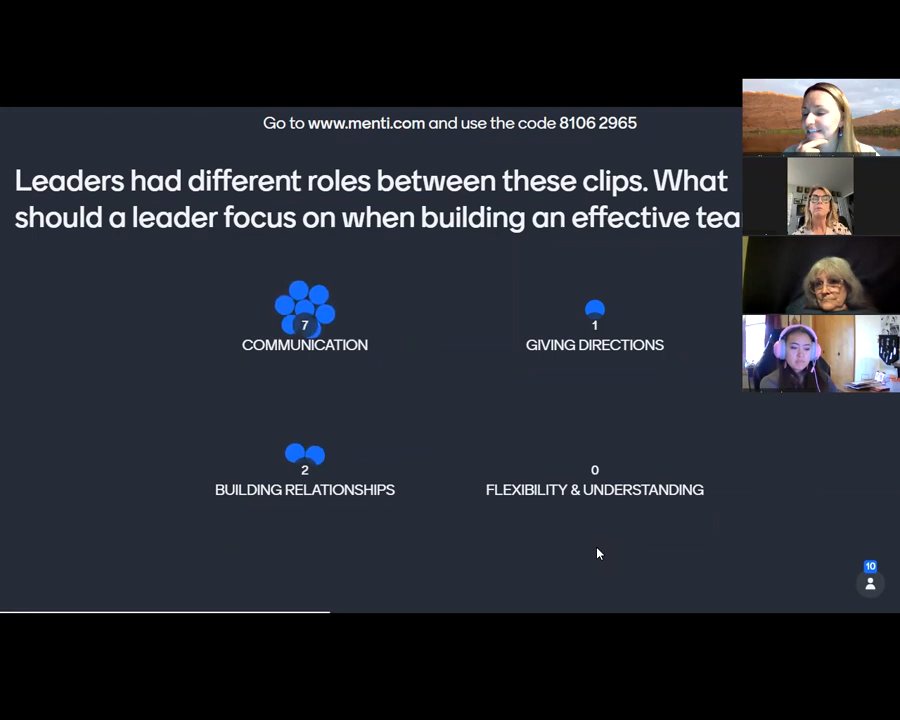 Go to www.menti.com and use the code 8106 2965
Leaders had different roles between these clips. What
should a leader focus on when building an effective tea
7
COMMUNICATION
1
GIVING DIRECTIONS
2
BUILDING RELATIONSHIPS
0
FLEXIBILITY & UNDERSTANDING
10